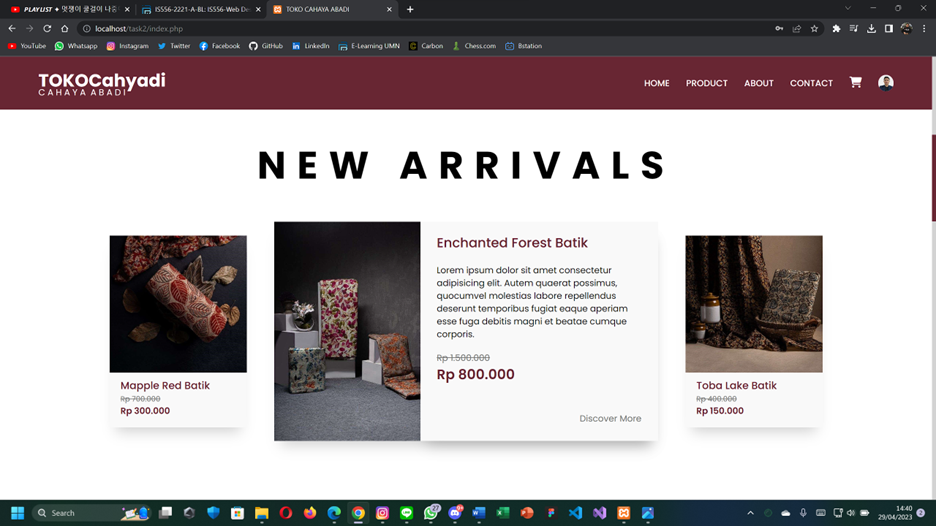 PLAYLIST ✦ 멋쟁이 쿨걸이 나중
IS556-2221-A-BL: IS556-Web De
TOKO CAHAYA ABADI
localhost/task2/index.php
YouTube Whatsapp Instagram Twitter Facebook GitHub LinkedIn E-Learning UMN Carbon Chess.com Bstation
TOKOCahyadi
CAHAYA ABADI
HOME PRODUCT ABOUT CONTACT
NEW ARRIVALS
Mapple Red Batik
Rp 700.000
Rp 300.000
Enchanted Forest Batik
Lorem ipsum dolor sit amet consectetur
adipisicing elit. Autem quaerat possimus,
quocumvel molestias labore repellendus
deserunt temporibus fugiat eaque aperiam
esse fuga debitis magni et beatae cumque
corporis.
Rp 1.500.000
Rp 800.000
Discover More
Toba Lake Batik
Rp 400.000
Rp 150.000
Search
14:40
29/04/2023